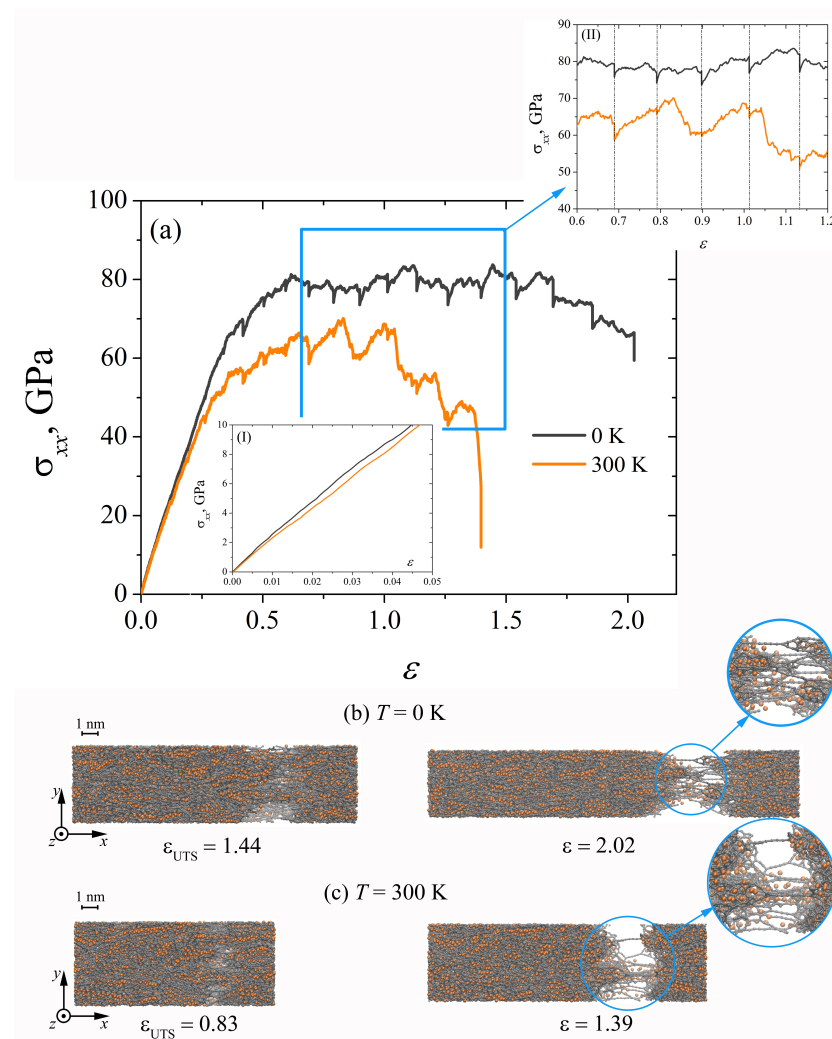 90
80
70
60
50
40
(II)
σxx, GPa
0.6 0.7 0.8 0.9 1.0 1.1 1.2
ε
100
80
60
40
20
0
(a)
σxx, GPa
0 K
300 K
10
8
6
4
2
0
(I)
σxx, GPa
ε
0.00 0.01 0.02 0.03 0.04 0.05
0.0 0.5 1.0 1.5 2.0
ε
(b) T = 0 K
1 nm
y
z x
εUTS = 1.44
ε = 2.02
(c) T = 300 K
1 nm
y
z x
εUTS = 0.83
ε = 1.39